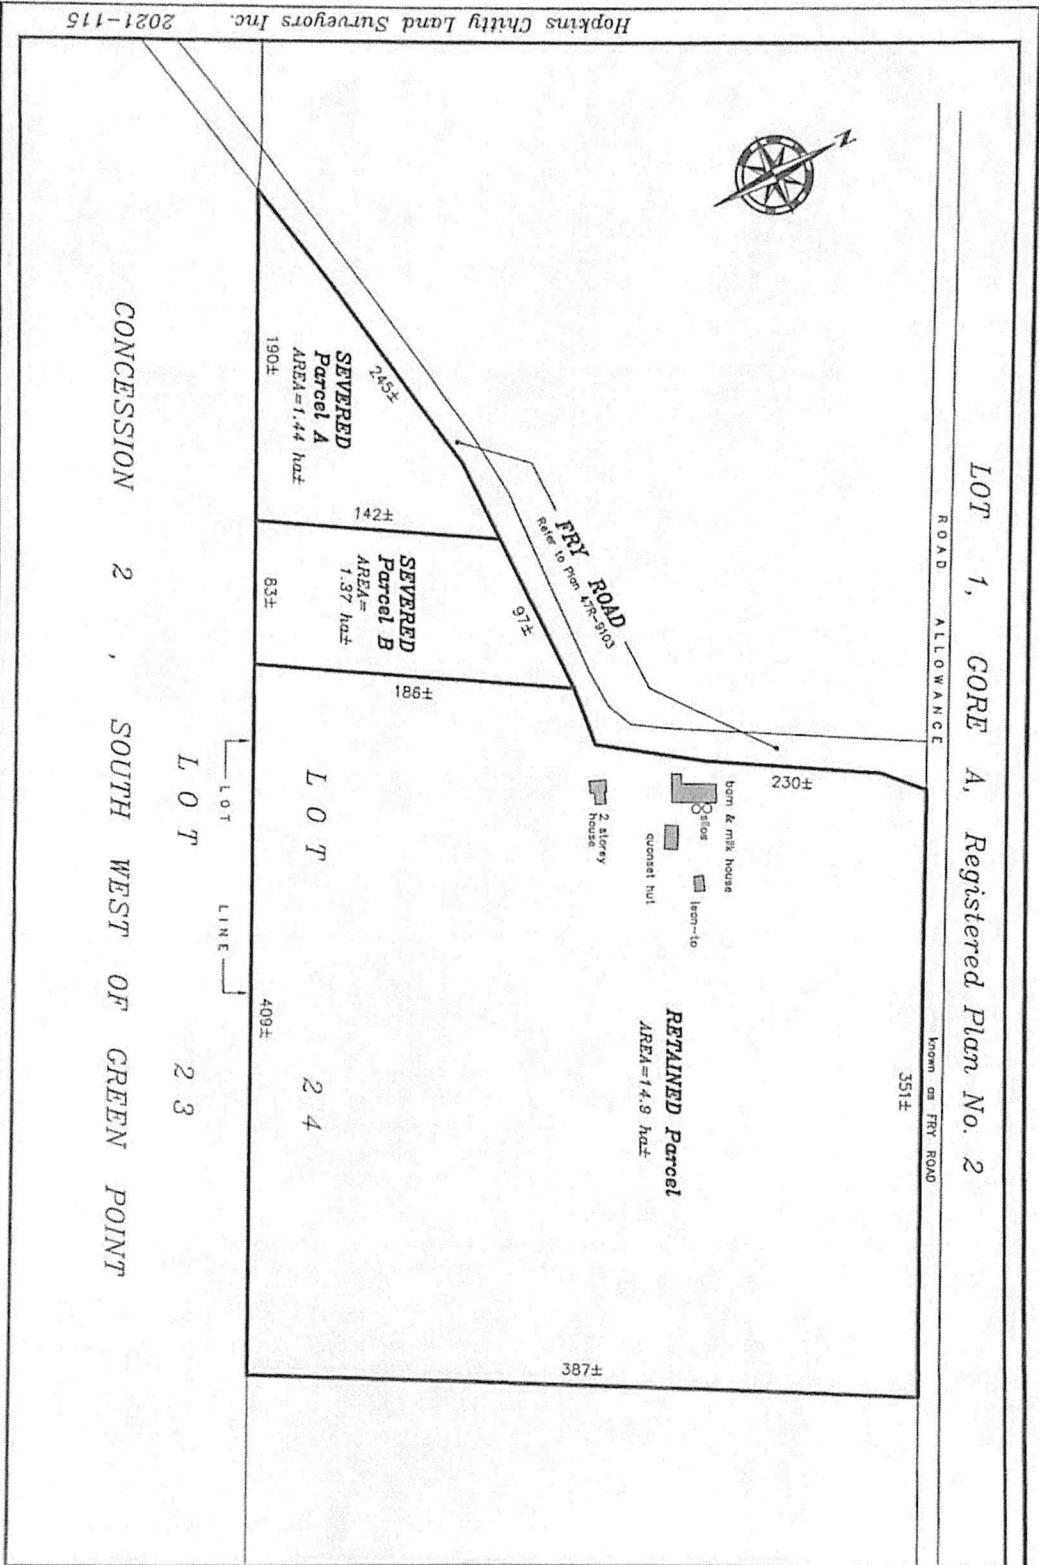 Hopkins Chitty Land Surveyors Inc. 2021-115
LOT 1, GORE A, Registered Plan No. 2
ROAD ALLOWANCE
known as FRY ROAD
351±
N
FRY ROAD
Refer to Plan 47R-9103
230±
barn & milk house
silos
lean-to
quonset hut
2 storey
house
RETAINED Parcel
AREA=14.9 ha±
387±
245±
97±
SEVERED
Parcel A
AREA=1.44 ha±
142±
SEVERED
Parcel B
AREA=
1.37 ha±
186±
190±
83±
409±
LOT 24
LOT LINE
LOT 23
CONCESSION 2, SOUTH WEST OF GREEN POINT